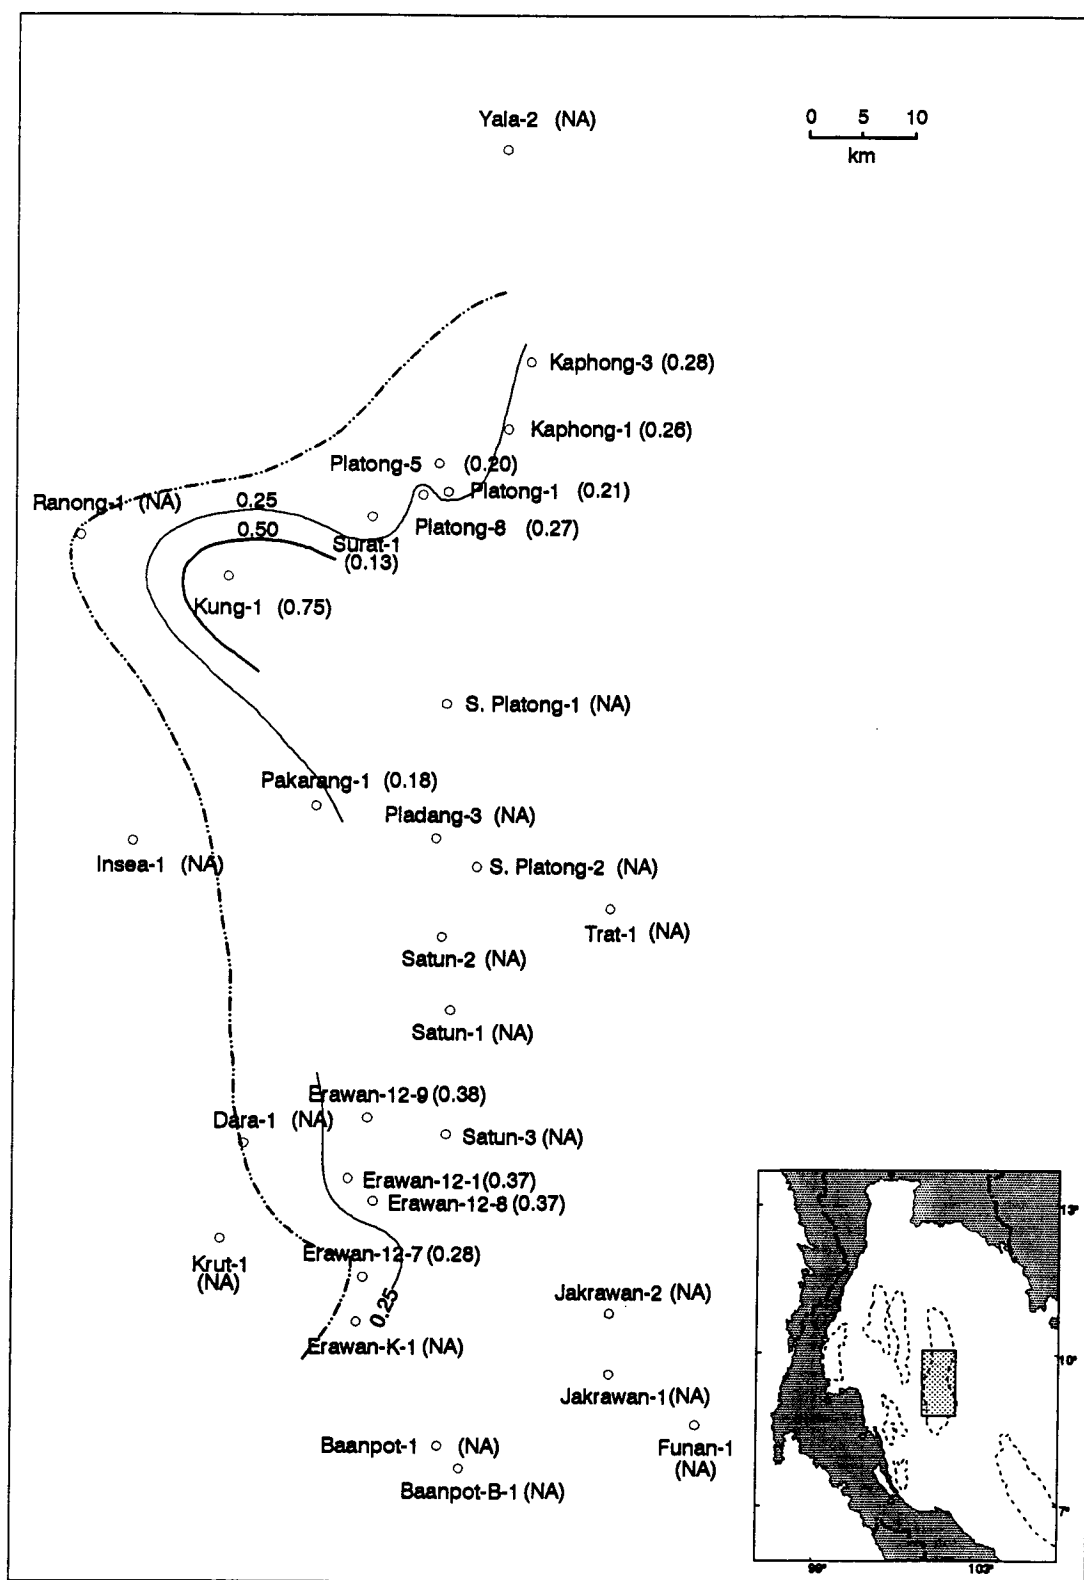 Yala-2 (NA)
0 5 10
km
Kaphong-3 (0.28)
Kaphong-1 (0.26)
Platong-5 (0.20)
Platong-1 (0.21)
Ranong-1 (NA)
0.25
Platong-8 (0.27)
0.50
Surat-1
(0.13)
Kung-1 (0.75)
S. Platong-1 (NA)
Pakarang-1 (0.18)
Pladang-3 (NA)
Insea-1 (NA)
S. Platong-2 (NA)
Trat-1 (NA)
Satun-2 (NA)
Satun-1 (NA)
Erawan-12-9 (0.38)
Dara-1 (NA)
Satun-3 (NA)
Erawan-12-1 (0.37)
Erawan-12-8 (0.37)
Erawan-12-7 (0.28)
Krut-1
(NA)
0.25
Jakrawan-2 (NA)
Erawan-K-1 (NA)
Jakrawan-1 (NA)
Baanpot-1 (NA)
Funan-1
(NA)
Baanpot-B-1 (NA)
13°
10°
7°
99°